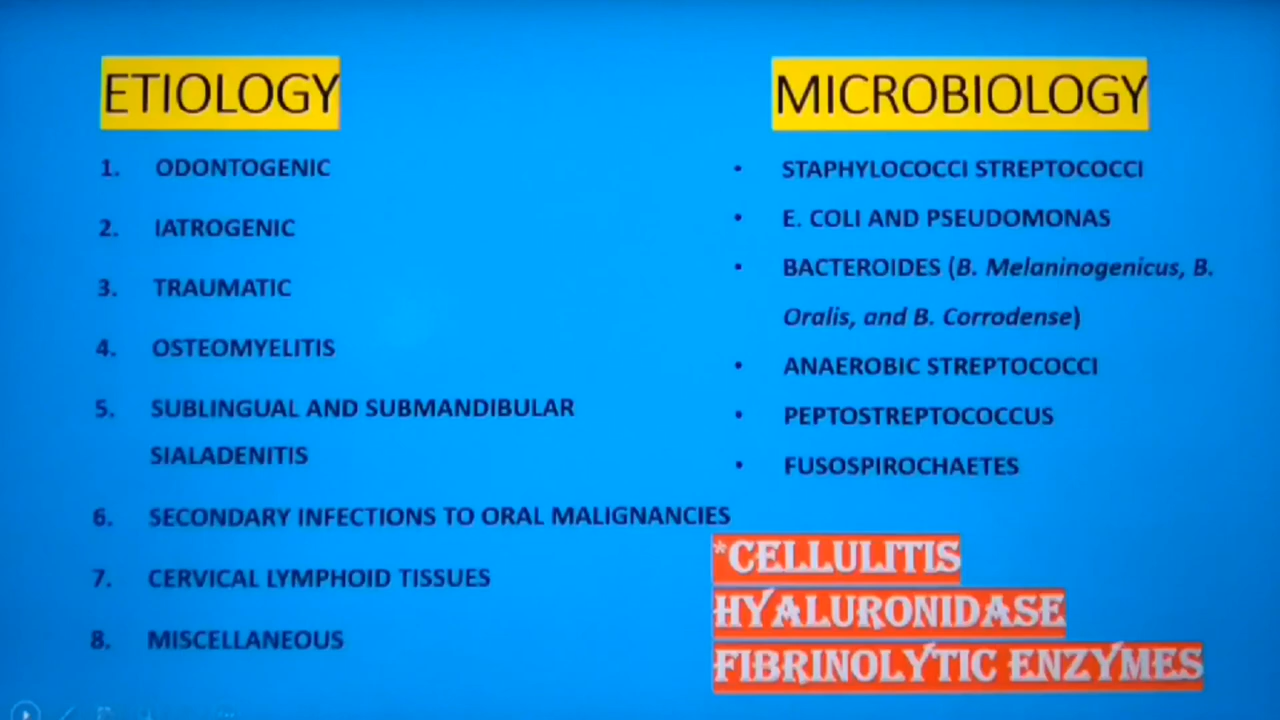 ETIOLOGY
1. ODONTOGENIC
2. IATROGENIC
3. TRAUMATIC
4. OSTEOMYELITIS
5. SUBLINGUAL AND SUBMANDIBULAR
SIALADENITIS
6. SECONDARY INFECTIONS TO ORAL MALIGNANCIES
7. CERVICAL LYMPHOID TISSUES
8. MISCELLANEOUS
MICROBIOLOGY
• STAPHYLOCOCCI STREPTOCOCCI
• E. COLI AND PSEUDOMONAS
• BACTEROIDES (B. Melaninogenicus, B.
Oralis, and B. Corrodense)
• ANAEROBIC STREPTOCOCCI
• PEPTOSTREPTOCOCCUS
• FUSOSPIROCHAETES
*CELLULITIS
HYALURONIDASE
FIBRINOLYTIC ENZYMES